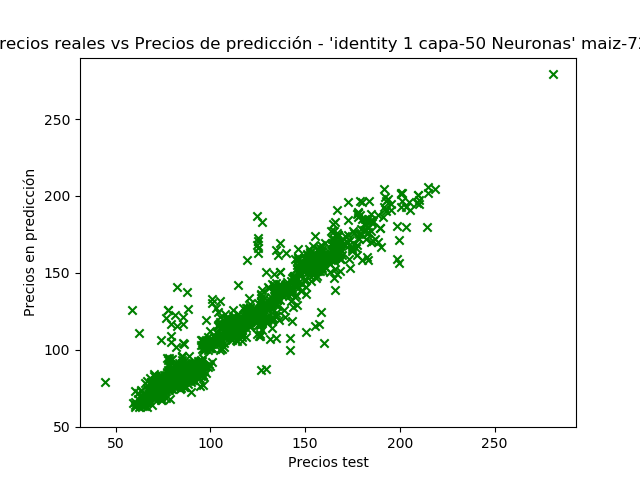 recios reales vs Precios de predicción - 'identity 1 capa-50 Neuronas' maiz-72
250
200
150
100
50
Precios en predicción
50 100 150 200 250
Precios test